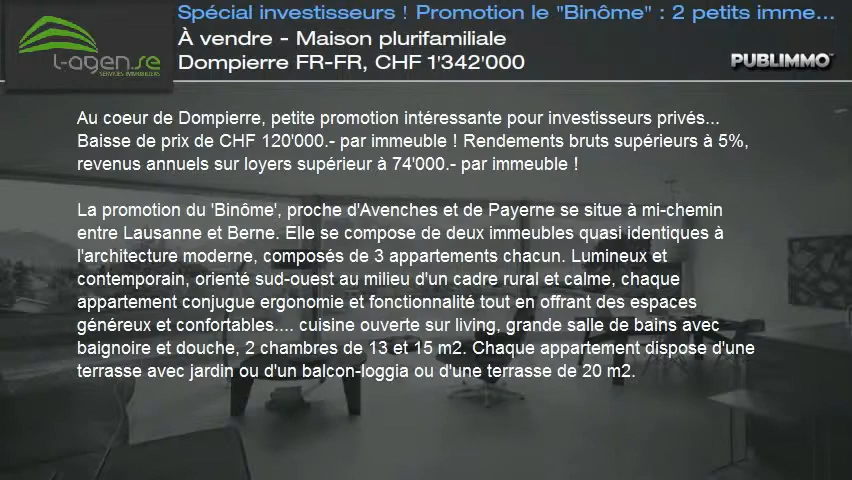 Spécial investisseurs ! Promotion le "Binôme" : 2 petits imme...
À vendre - Maison plurifamiliale
Dompierre FR-FR, CHF 1'342'000
l-agence
SERVICES IMMOBILIERS
PUBLIMMO
Au coeur de Dompierre, petite promotion intéressante pour investisseurs privés...
Baisse de prix de CHF 120'000.- par immeuble ! Rendements bruts supérieurs à 5%,
revenus annuels sur loyers supérieur à 74'000.- par immeuble !
La promotion du 'Binôme', proche d'Avenches et de Payerne se situe à mi-chemin
entre Lausanne et Berne. Elle se compose de deux immeubles quasi identiques à
l'architecture moderne, composés de 3 appartements chacun. Lumineux et
contemporain, orienté sud-ouest au milieu d'un cadre rural et calme, chaque
appartement conjugue ergonomie et fonctionnalité tout en offrant des espaces
généreux et confortables.... cuisine ouverte sur living, grande salle de bains avec
baignoire et douche, 2 chambres de 13 et 15 m2. Chaque appartement dispose d'une
terrasse avec jardin ou d'un balcon-loggia ou d'une terrasse de 20 m2.